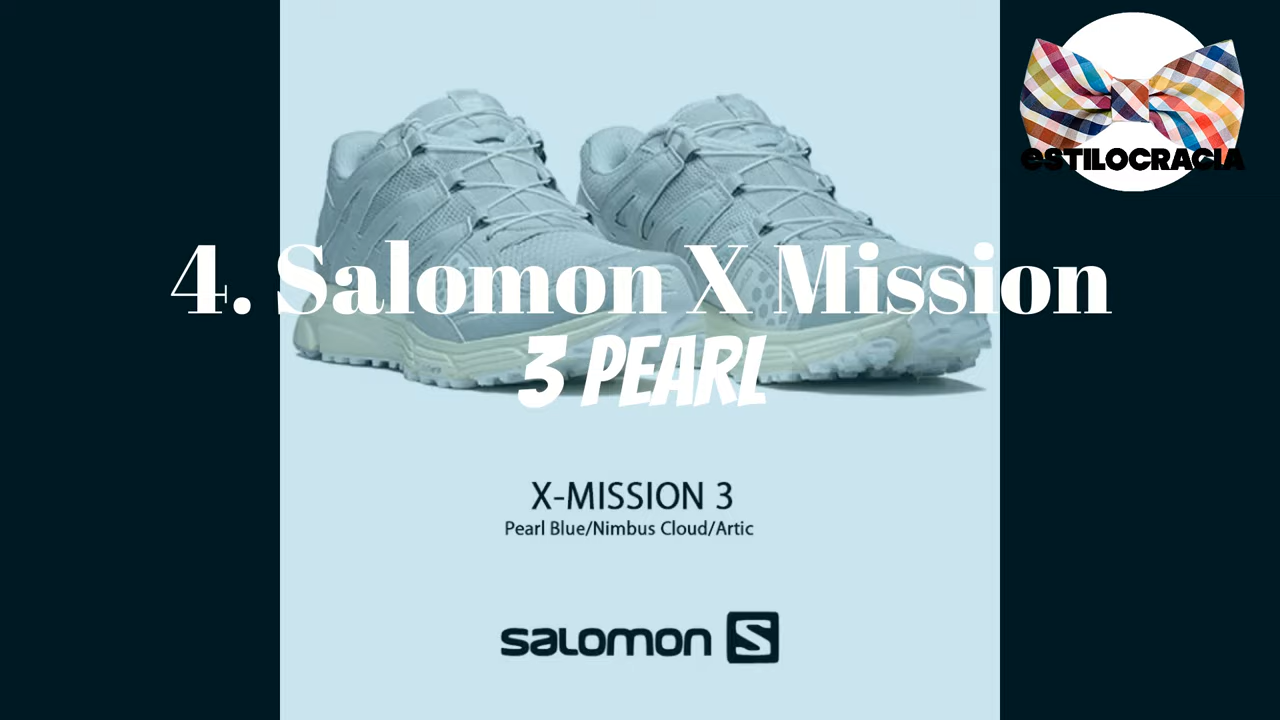 ESTILOCRACIA
4. Salomon X Mission
3 PEARL
X-MISSION 3
Pearl Blue/Nimbus Cloud/Artic
salomon S